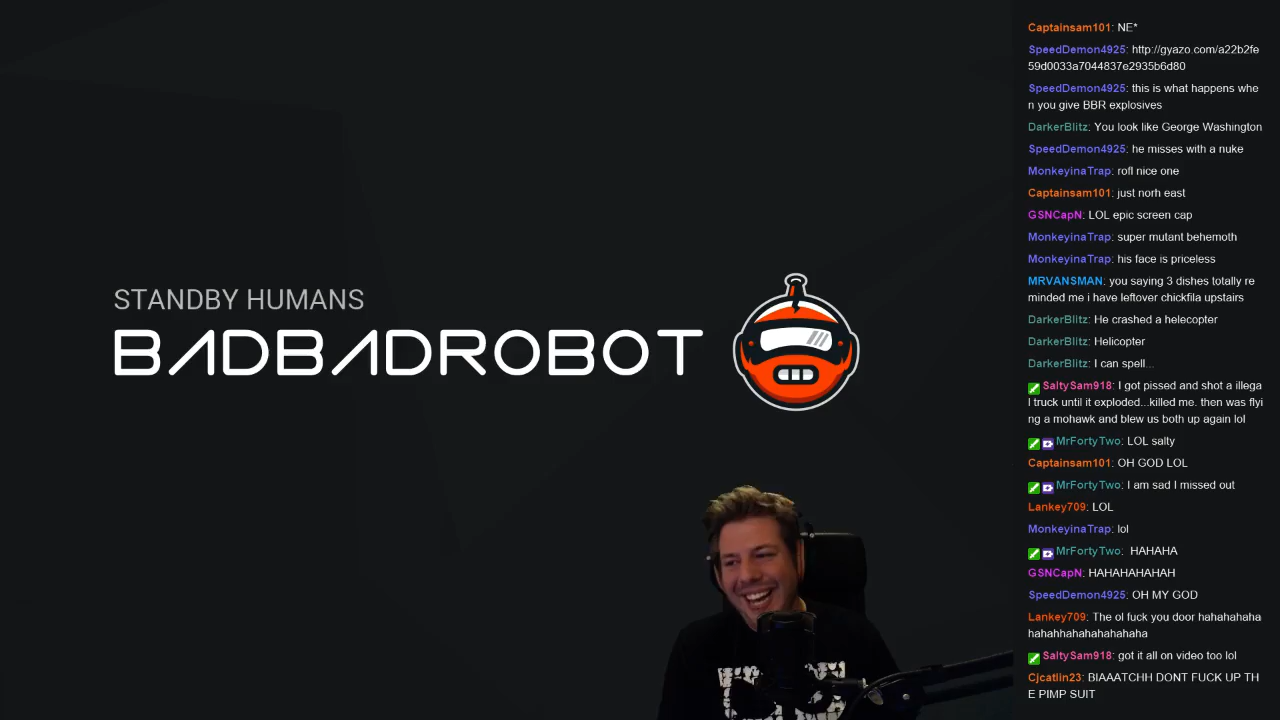 STANDBY HUMANS
BADBADROBOT
Captainsam101: NE*
SpeedDemon4925: http://gyazo.com/a22b2fe
59d0033a7044837e2935b6d80
SpeedDemon4925: this is what happens whe
n you give BBR explosives
DarkerBlitz: You look like George Washington
SpeedDemon4925: he misses with a nuke
MonkeyinaTrap: rofl nice one
Captainsam101: just norh east
GSNCapN: LOL epic screen cap
MonkeyinaTrap: super mutant behemoth
MonkeyinaTrap: his face is priceless
MRVANSMAN: you saying 3 dishes totally re
minded me i have leftover chickfila upstairs
DarkerBlitz: He crashed a helecopter
DarkerBlitz: Helicopter
DarkerBlitz: I can spell...
SaltySam918: I got pissed and shot a illega
l truck until it exploded...killed me. then was flyi
ng a mohawk and blew us both up again lol
MrFortyTwo: LOL salty
Captainsam101: OH GOD LOL
MrFortyTwo: I am sad I missed out
Lankey709: LOL
MonkeyinaTrap: lol
MrFortyTwo: HAHAHA
GSNCapN: HAHAHAHAHAH
SpeedDemon4925: OH MY GOD
Lankey709: The ol fuck you door hahahahaha
hahahhahahahahahaha
SaltySam918: got it all on video too lol
Cjcatlin23: BIAAATCHH DONT FUCK UP TH
E PIMP SUIT